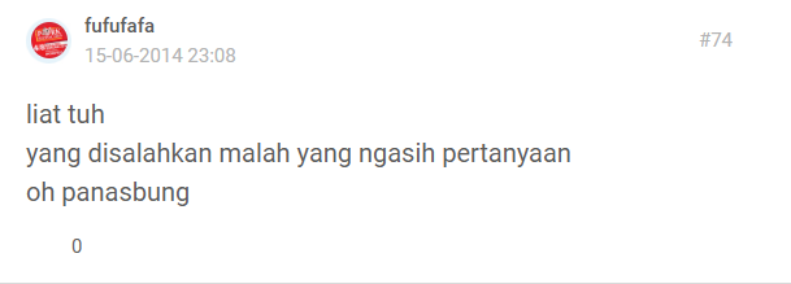 fufufafa
15-06-2014 23:08
#74
liat tuh
yang disalahkan malah yang ngasih pertanyaan
oh panasbung
0